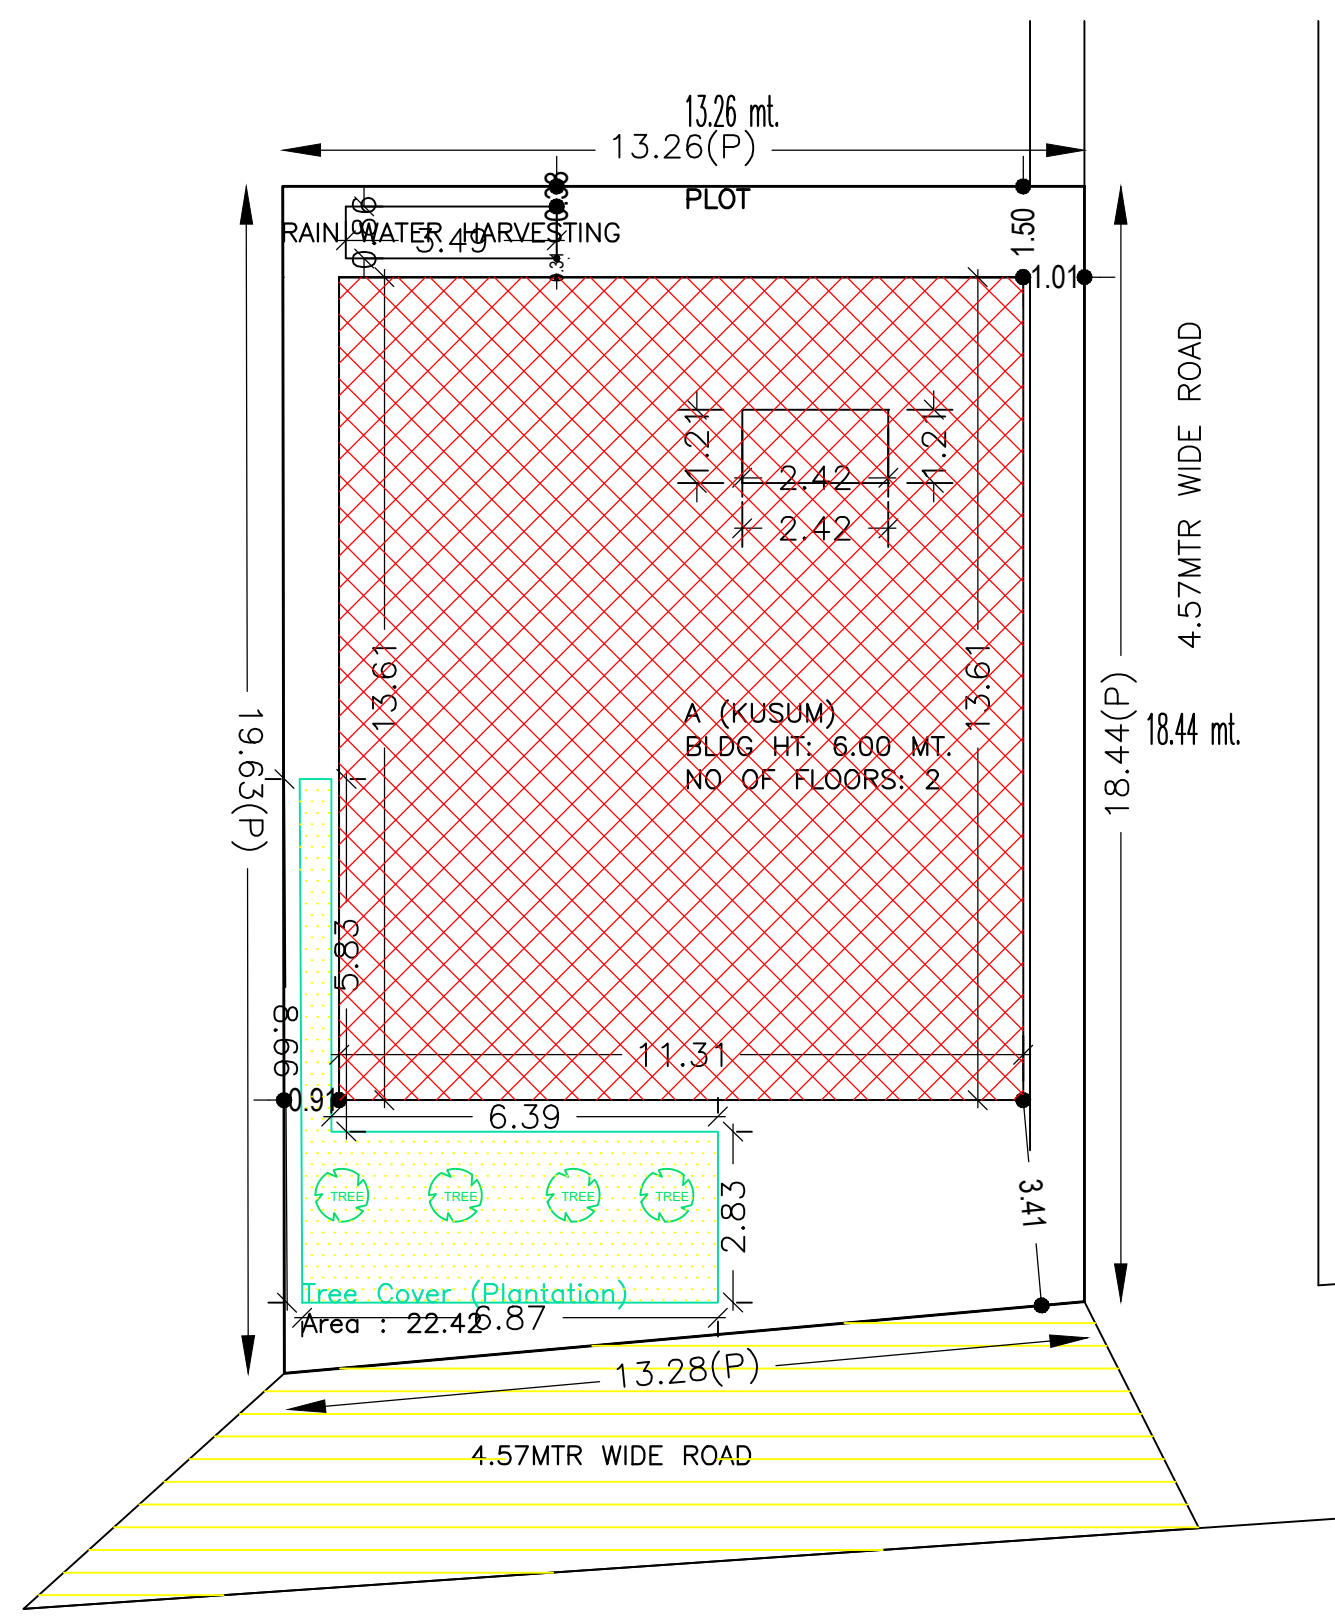 13.26 mt.
13.26(P)
PLOT
0.86
RAIN WATER HARVESTING
3.49
1.50
1.01
4.57MTR WIDE ROAD
1.21
1.21
2.42
2.42
13.61
13.61
A (KUSUM)
BLDG HT: 6.00 MT.
NO OF FLOORS: 2
19.63(P)
18.44(P)
18.44 mt.
5.83
8.66
11.31
0.91
6.39
TREE
TREE
TREE
TREE
2.83
3.41
Tree Cover (Plantation)
Area : 22.42
6.87
13.28(P)
4.57MTR WIDE ROAD